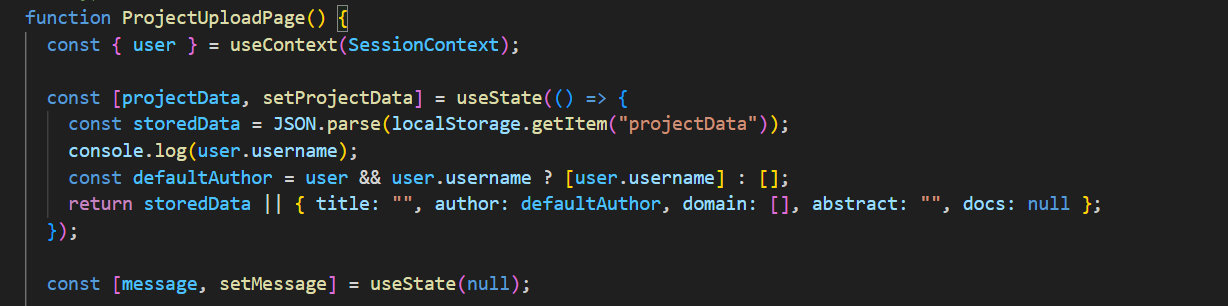 function ProjectUploadPage() {
const { user } = useContext(SessionContext);
const [projectData, setProjectData] = useState(() => {
const storedData = JSON.parse(localStorage.getItem("projectData"));
console.log(user.username);
const defaultAuthor = user && user.username ? [user.username] : [];
return storedData || { title: "", author: defaultAuthor, domain: [], abstract: "", docs: null };
});
const [message, setMessage] = useState(null);